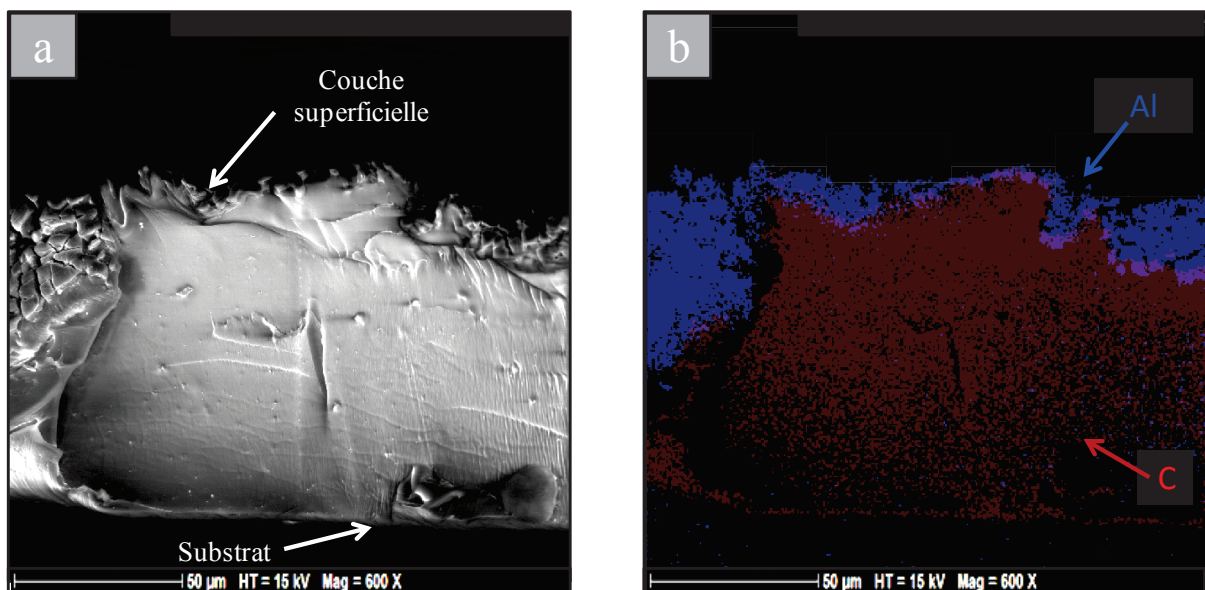 a
Couche
superficielle
Substrat
50 µm HT = 15 kV Mag = 600 X
b
Al
C
50 µm HT = 15 kV Mag = 600 X